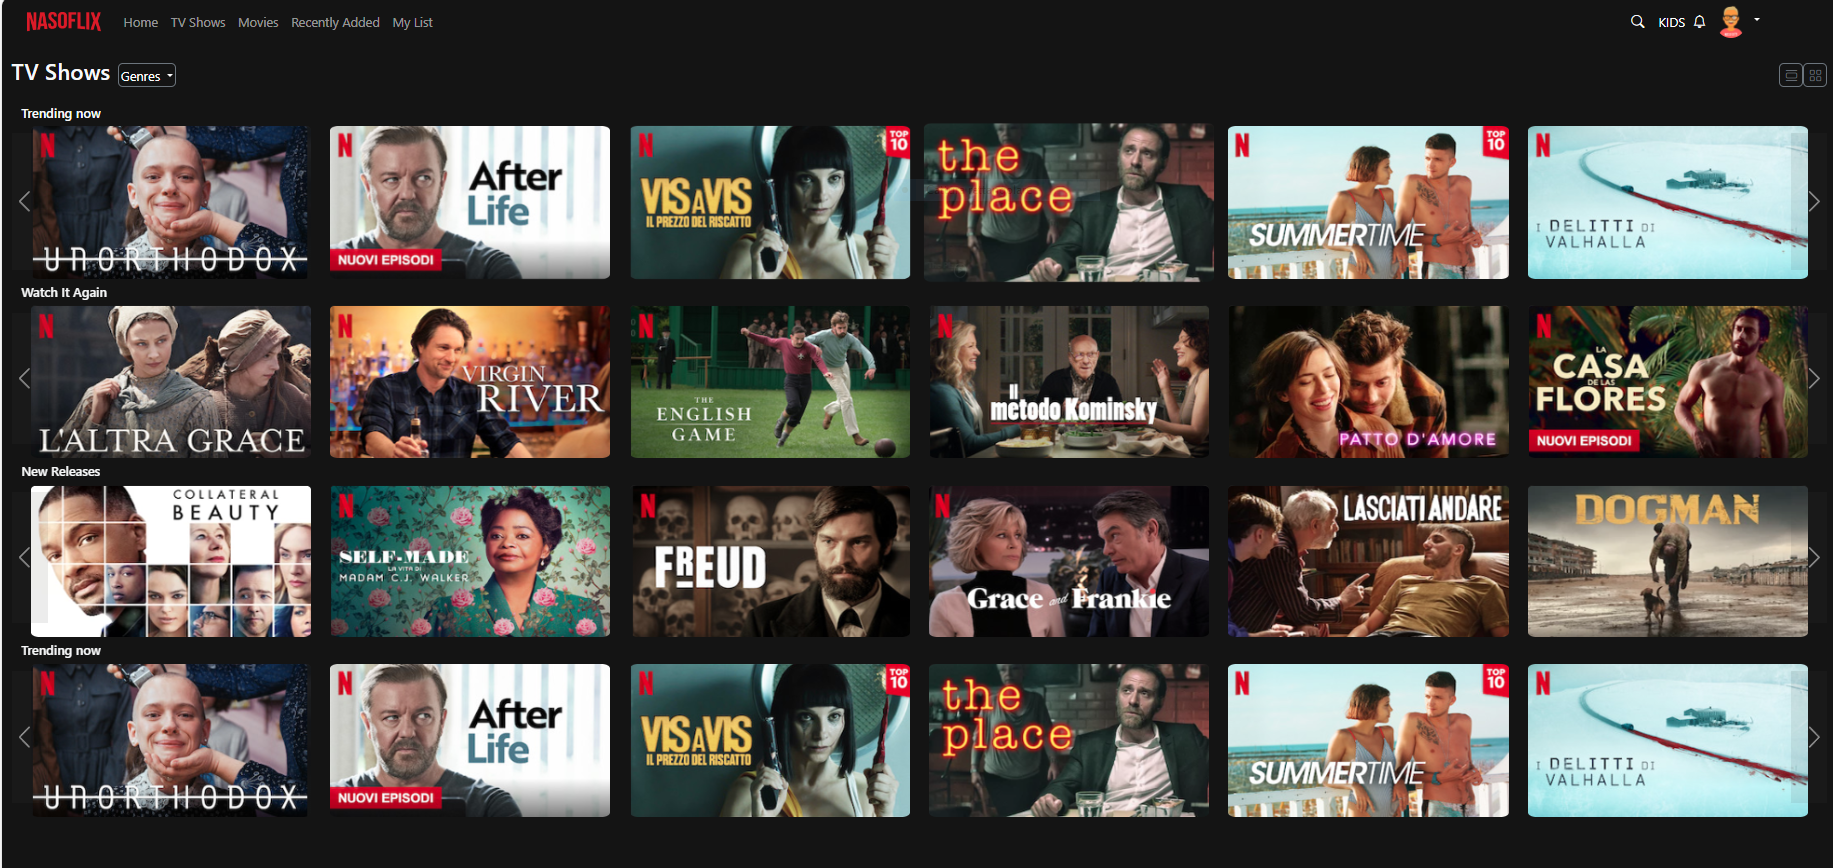 NASOFLIX Home TV Shows Movies Recently Added My List KIDS
TV Shows Genres
Trending now
N
UNORTHODOX
N
After
Life
NUOVI EPISODI
N
TOP
10
VIS A VIS
IL PREZZO DEL RISCATTO
the
place
N
TOP
10
SUMMERTIME
N
I DELITTI DI
VALHALLA
Watch It Again
N
L'ALTRA GRACE
N
VIRGIN
RIVER
N
THE
ENGLISH
GAME
N
Il
metodo Kominsky
PATTO D'AMORE
N
LA
CASA
DE LAS
FLORES
NUOVI EPISODI
New Releases
COLLATERAL
BEAUTY
N
SELF-MADE
LA VITA DI
MADAM C.J. WALKER
N
FREUD
N
Grace and Frankie
LASCIATI ANDARE
DOGMAN
Trending now
N
UNORTHODOX
N
After
Life
NUOVI EPISODI
N
TOP
10
VIS A VIS
IL PREZZO DEL RISCATTO
the
place
N
TOP
10
SUMMERTIME
N
I DELITTI DI
VALHALLA